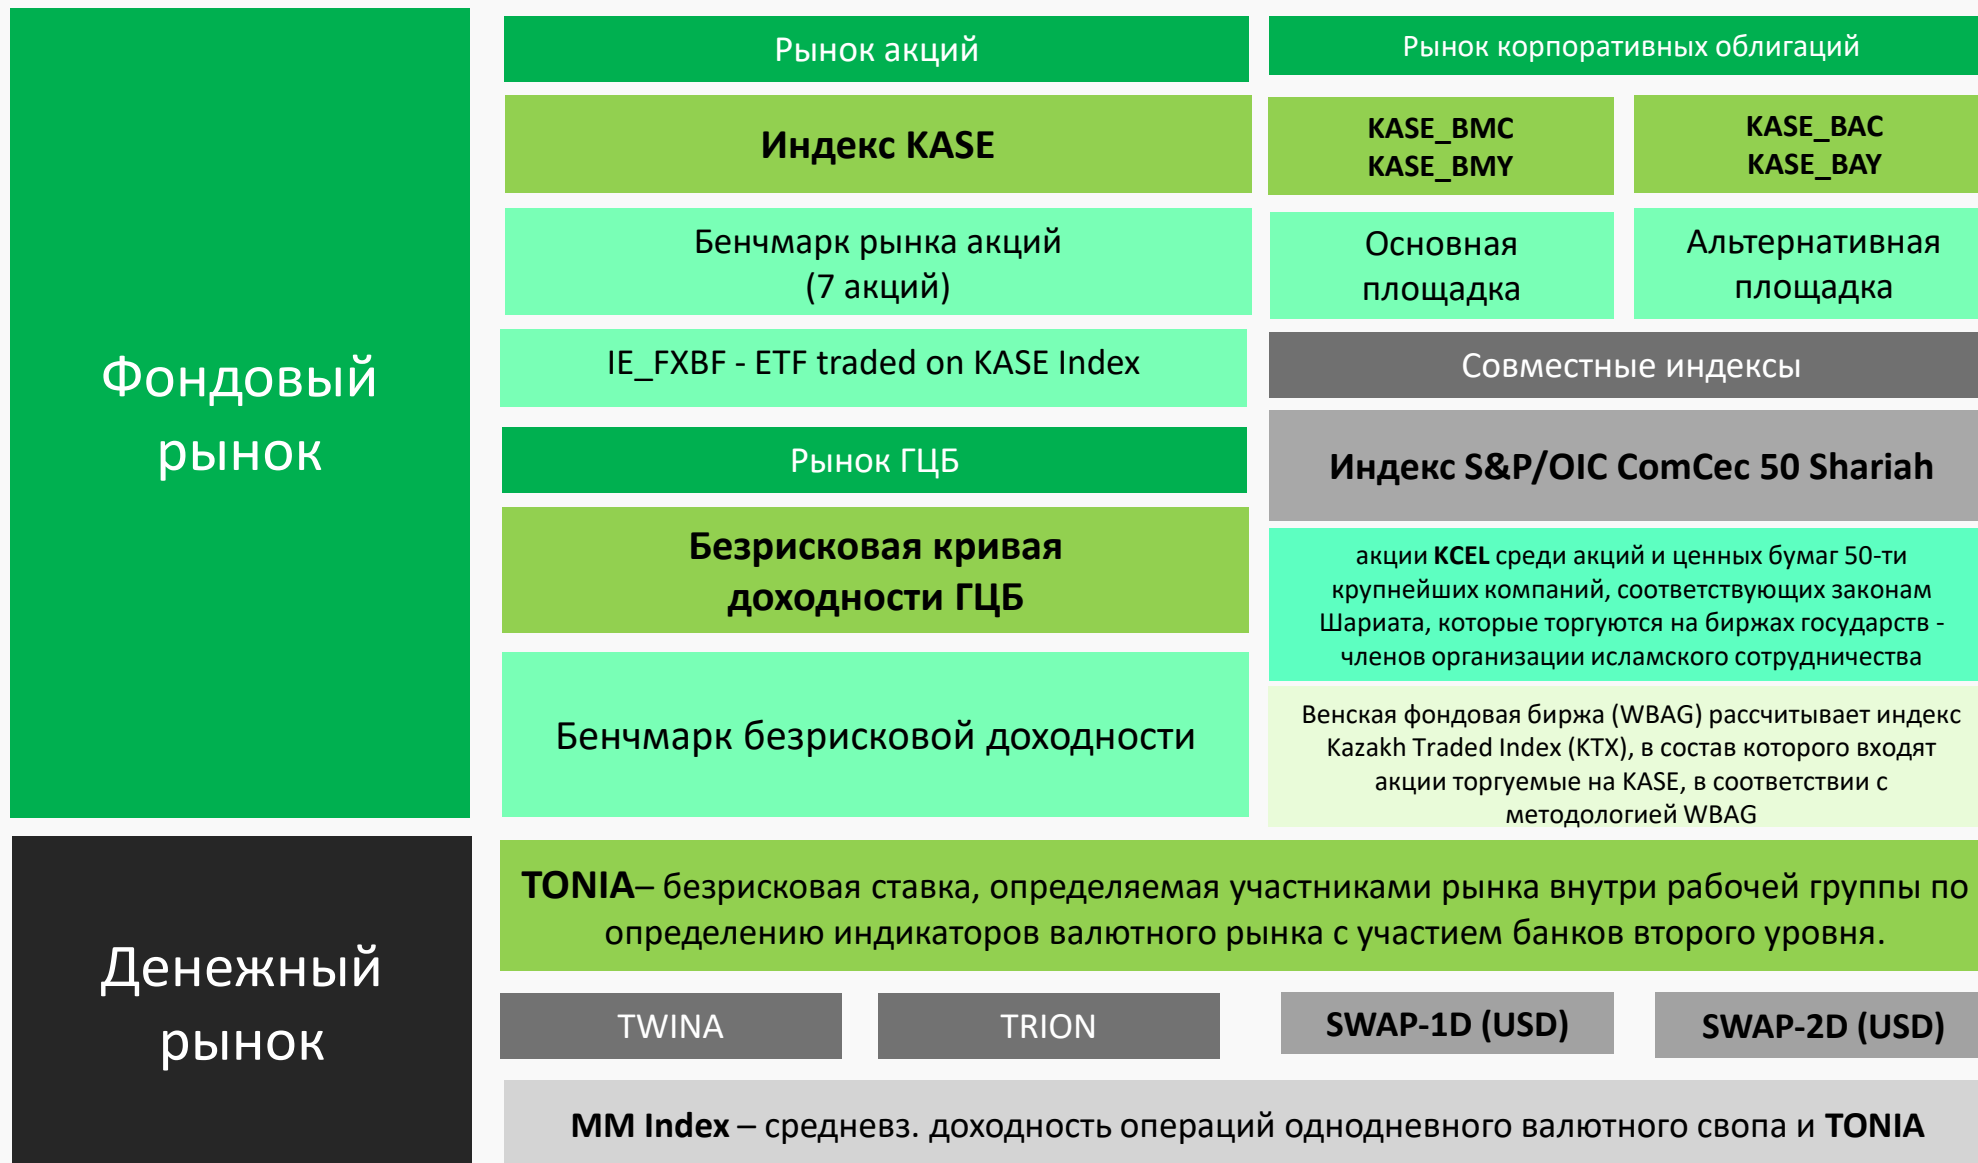 Фондовый
рынок
Рынок акций
Индекс KASE
Бенчмарк рынка акций
(7 акций)
IE_FXBF - ETF traded on KASE Index
Рынок ГЦБ
Безрисковая кривая
доходности ГЦБ
Бенчмарк безрисковой доходности
Рынок корпоративных облигаций
KASE_BMC
KASE_BMY
KASE_BAC
KASE_BAY
Основная
площадка
Альтернативная
площадка
Совместные индексы
Индекс S&P/OIC ComCec 50 Shariah
акции KCEL среди акций и ценных бумаг 50-ти
крупнейших компаний, соответствующих законам
Шариата, которые торгуются на биржах государств -
членов организации исламского сотрудничества
Венская фондовая биржа (WBAG) рассчитывает индекс
Kazakh Traded Index (KTX), в состав которого входят
акции торгуемые на KASE, в соответствии с
методологией WBAG
Денежный
рынок
TONIA– безрисковая ставка, определяемая участниками рынка внутри рабочей группы по
определению индикаторов валютного рынка с участием банков второго уровня.
TWINA
TRION
SWAP-1D (USD)
SWAP-2D (USD)
MM Index – средневз. доходность операций однодневного валютного свопа и TONIA